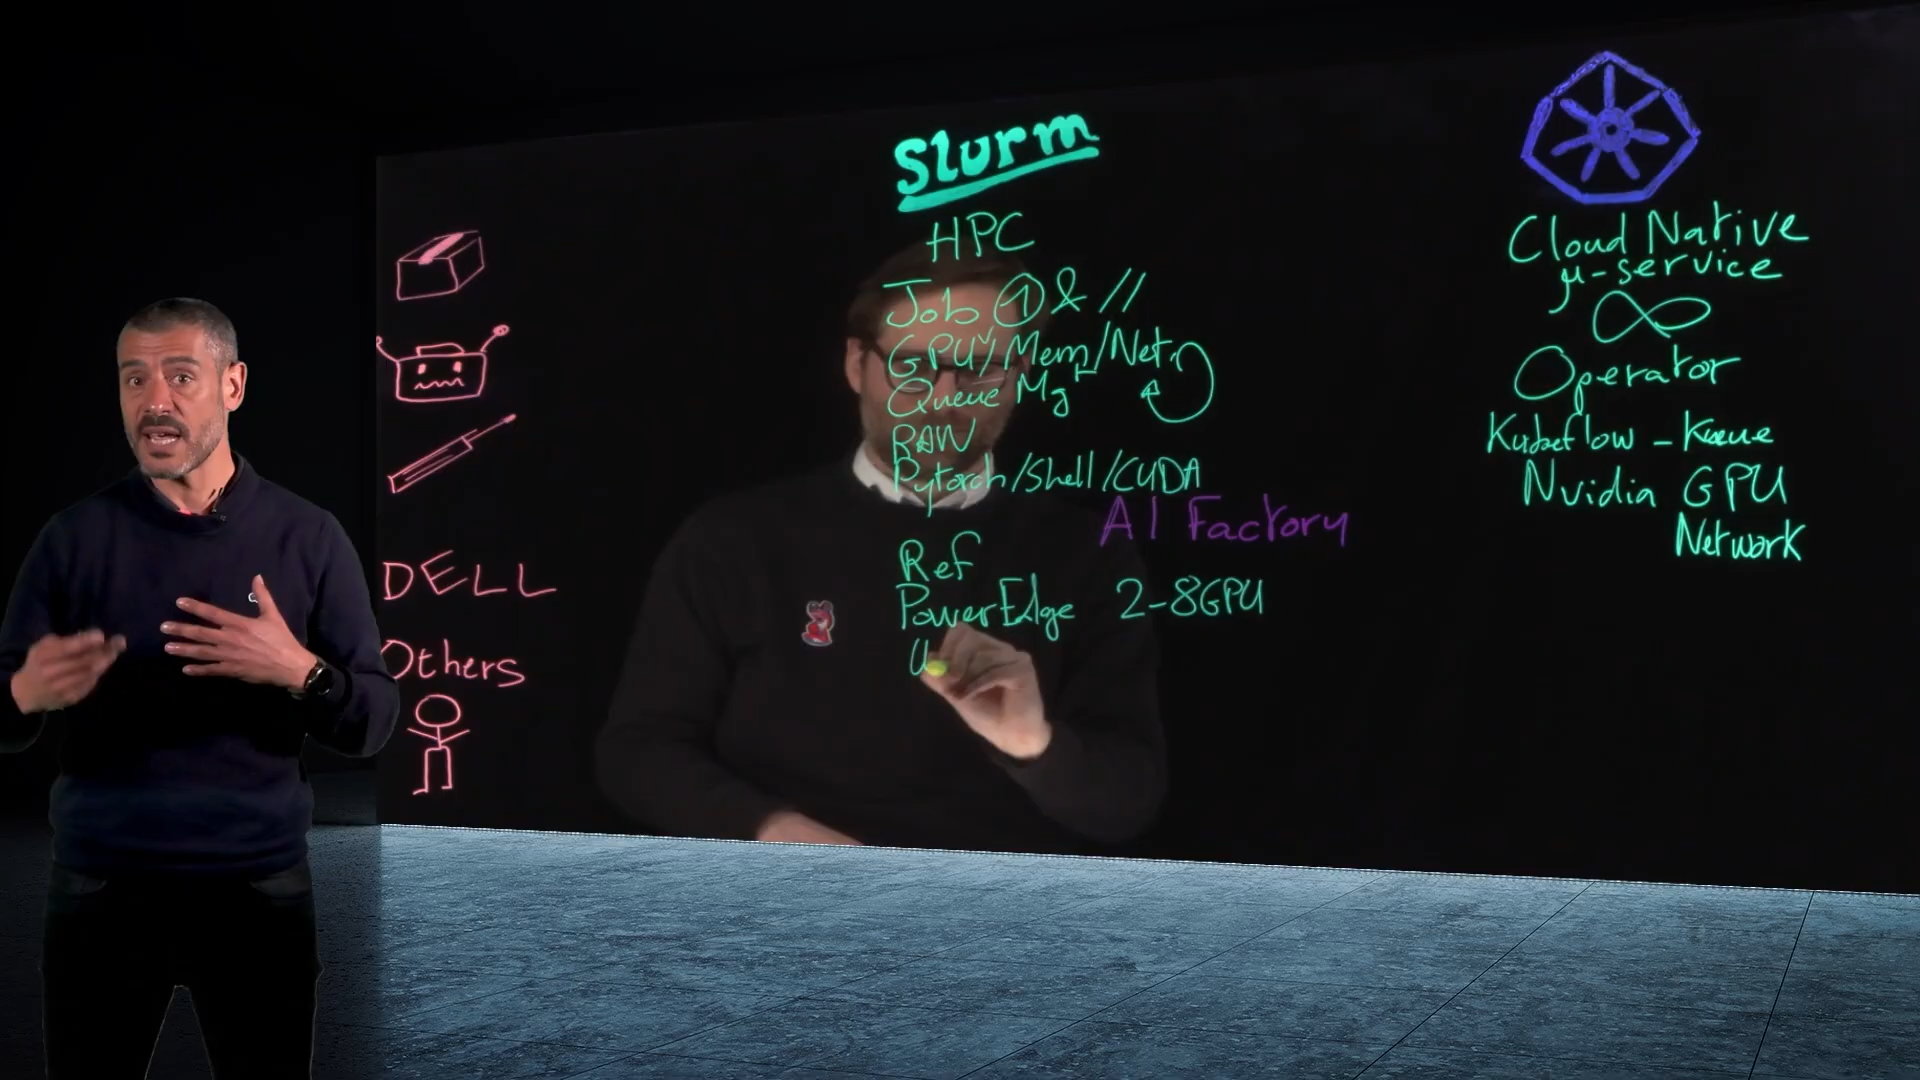 Slurm
HPC
Job 1 & //
GPU/Mem/Net
Queue Mgt
RAW
Pytorch/Shell/CUDA
AI Factory
Ref
PowerEdge 2-8GPU
U
Cloud Native
µ-service
∞
Operator
Kubeflow - Kueue
Nvidia GPU
Network
DELL
Others